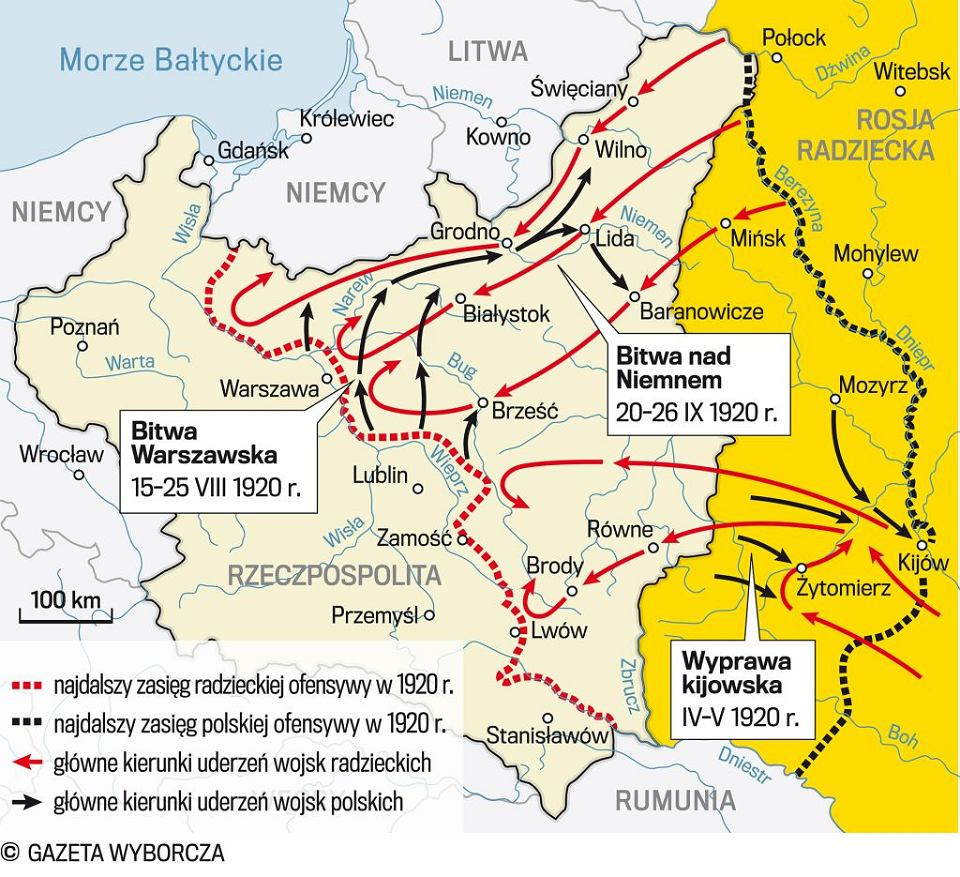 Morze Bałtyckie
LITWA
Połock
Dźwina
Witebsk
Święciany
Niemen
Kowno
Wilno
ROSJA
RADZIECKA
Królewiec
Gdańsk
NIEMCY
NIEMCY
Wisła
Grodno
Lida
Niemen
Berezyna
Mińsk
Mohylew
Narew
Białystok
Baranowicze
Dniepr
Poznań
Warta
Warszawa
Bug
Brześć
Bitwa nad
Niemnem
20-26 IX 1920 r.
Mozyrz
Bitwa
Warszawska
15-25 VIII 1920 r.
Wrocław
Lublin
Wieprz
Wisła
Zamość
Równe
Brody
Kijów
Żytomierz
RZECZPOSPOLITA
100 km
Przemyśl
Lwów
Zbrucz
Wyprawa
kijowska
IV-V 1920 r.
Stanisławów
Boh
Dniestr
RUMUNIA
najdalszy zasięg radzieckiej ofensywy w 1920 r.
najdalszy zasięg polskiej ofensywy w 1920 r.
główne kierunki uderzeń wojsk radzieckich
główne kierunki uderzeń wojsk polskich
© GAZETA WYBORCZA